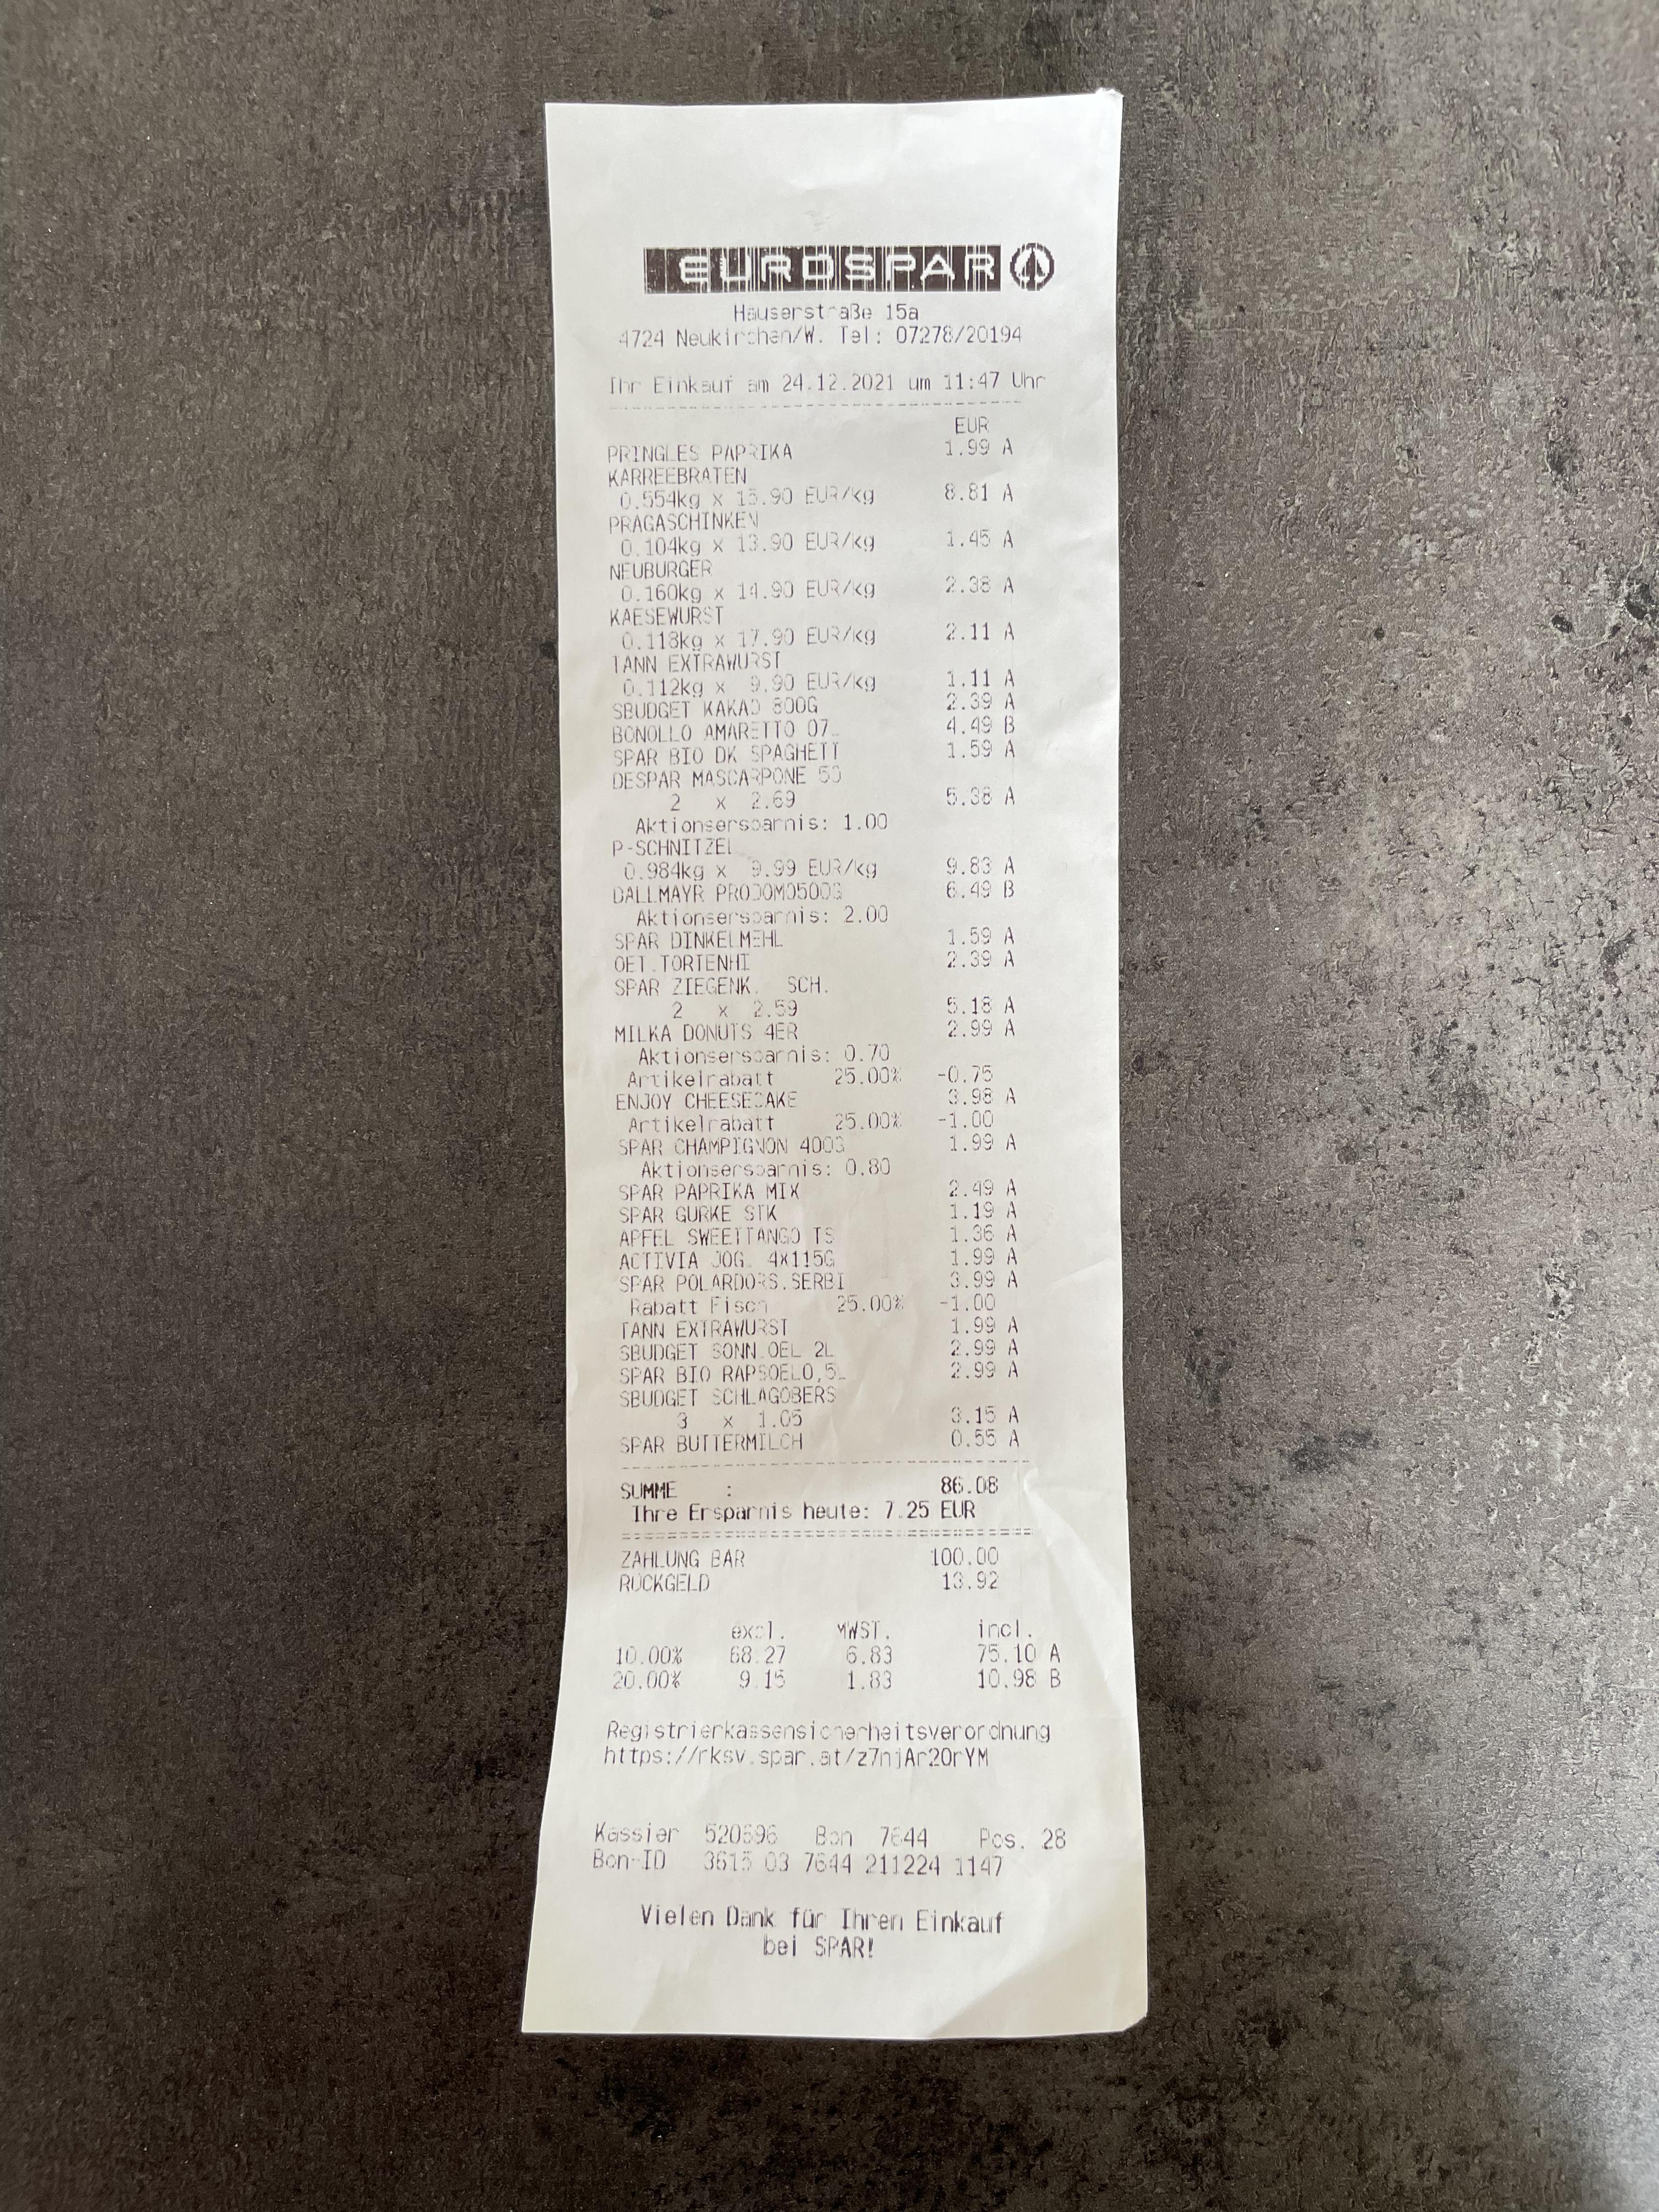 EUROSPAR
Hauserstraße 15a
4724 Neukirchen/W. Tel: 07278/20194
Ihr Einkauf am 24.12.2021 um 11:47 Uhr
EUR
PRINGLES PAPRIKA 1.99 A
KARREEBRATEN
0.554kg x 15.90 EUR/kg 8.81 A
PRAGASCHINKEN
0.104kg x 13.90 EUR/kg 1.45 A
NEUBURGER
0.160kg x 14.90 EUR/kg 2.38 A
KAESEWURST
0.118kg x 17.90 EUR/kg 2.11 A
TANN EXTRAWURST
0.112kg x 9.90 EUR/kg 1.11 A
SBUDGET KAKAO 800G 2.39 A
BONOLLO AMARETTO 07L 4.49 B
SPAR BIO DK SPAGHETT 1.59 A
DESPAR MASCARPONE 50
2 x 2.69 5.38 A
Aktionsersparnis: 1.00
P-SCHNITZEL
0.984kg x 9.99 EUR/kg 9.83 A
DALLMAYR PRODOMO500G 6.49 B
Aktionsersparnis: 2.00
SPAR DINKELMEHL 1.59 A
OET.TORTENHI 2.39 A
SPAR ZIEGENK. SCH.
2 x 2.59 5.18 A
MILKA DONUTS 4ER 2.99 A
Aktionsersparnis: 0.70
Artikelrabatt 25.00% -0.75
ENJOY CHEESECAKE 3.98 A
Artikelrabatt 25.00% -1.00
SPAR CHAMPIGNON 400G 1.99 A
Aktionsersparnis: 0.80
SPAR PAPRIKA MIX 2.49 A
SPAR GURKE STK 1.19 A
APFEL SWEETTANGO TS 1.36 A
ACTIVIA JOG. 4X115G 1.99 A
SPAR POLARDORS.SERBI 3.99 A
Rabatt Fisch 25.00% -1.00
TANN EXTRAWURST 1.99 A
SBUDGET SONN.OEL 2L 2.99 A
SPAR BIO RAPSOEL0,5L 2.99 A
SBUDGET SCHLAGOBERS
3 x 1.05 3.15 A
SPAR BUTTERMILCH 0.55 A
SUMME : 86.08
Ihre Ersparnis heute: 7.25 EUR
ZAHLUNG BAR 100.00
RÜCKGELD 13.92
excl. MWST. incl.
10.00% 68.27 6.83 75.10 A
20.00% 9.15 1.83 10.98 B
Registrierkassensicherheitsverordnung
https://rksv.spar.at/z7njAr2OrYM
Kassier 520696 Bon 7644 Pos. 28
Bon-ID 3615 03 7644 211224 1147
Vielen Dank für Ihren Einkauf
bei SPAR!